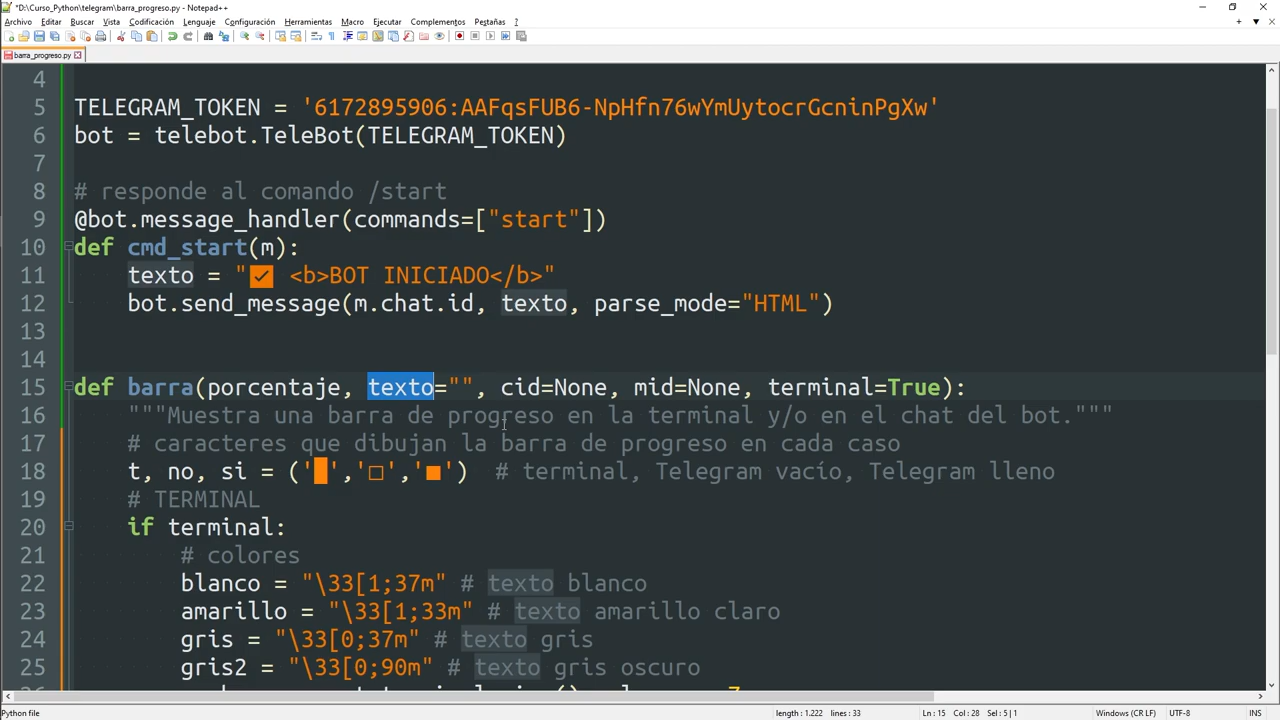 *D:\Curso_Python\telegram\barra_progreso.py - Notepad++
Archivo Editar Buscar Vista Codificación Lenguaje Configuración Herramientas Macro Ejecutar Complementos Pestañas ?
barra_progreso.py
4
5 TELEGRAM_TOKEN = '6172895906:AAFqsFUB6-NpHfn76wYmUytocrGcninPgXw'
6 bot = telebot.TeleBot(TELEGRAM_TOKEN)
7
8 # responde al comando /start
9 @bot.message_handler(commands=["start"])
10 def cmd_start(m):
11 texto = "✅ <b>BOT INICIADO</b>"
12 bot.send_message(m.chat.id, texto, parse_mode="HTML")
13
14
15 def barra(porcentaje, texto="", cid=None, mid=None, terminal=True):
16 """Muestra una barra de progreso en la terminal y/o en el chat del bot."""
17 # caracteres que dibujan la barra de progreso en cada caso
18 t, no, si = ('█','□','■') # terminal, Telegram vacío, Telegram lleno
19 # TERMINAL
20 if terminal:
21 # colores
22 blanco = "\33[1;37m" # texto blanco
23 amarillo = "\33[1;33m" # texto amarillo claro
24 gris = "\33[0;37m" # texto gris
25 gris2 = "\33[0;90m" # texto gris oscuro
Python file length : 1.222 lines : 33 Ln : 15 Col : 28 Sel : 5 | 1 Windows (CR LF) UTF-8 INS